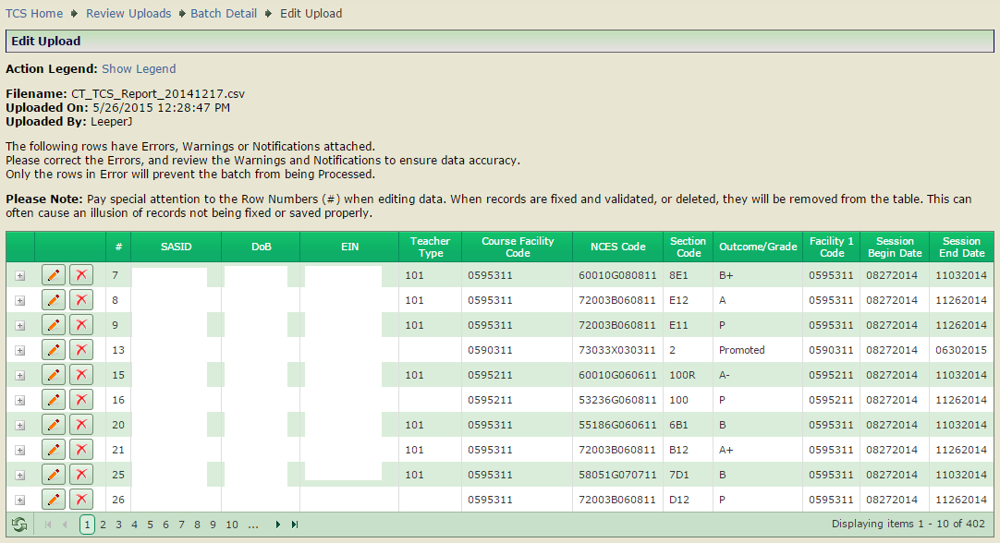 TCS Home Review Uploads Batch Detail Edit Upload
Edit Upload
Action Legend: Show Legend
Filename: CT_TCS_Report_20141217.csv
Uploaded On: 5/26/2015 12:28:47 PM
Uploaded By: LeeperJ
The following rows have Errors, Warnings or Notifications attached.
Please correct the Errors, and review the Warnings and Notifications to ensure data accuracy.
Only the rows in Error will prevent the batch from being Processed.
Please Note: Pay special attention to the Row Numbers (#) when editing data. When records are fixed and validated, or deleted, they will be removed from the table. This can
often cause an illusion of records not being fixed or saved properly.
# SASID DoB EIN Teacher Type Course Facility Code NCES Code Section Code Outcome/Grade Facility 1 Code Session Begin Date Session End Date
7 101 0595311 60010G080811 8E1 B+ 0595311 08272014 11032014
8 101 0595311 72003B060811 E12 A 0595311 08272014 11262014
9 101 0595311 72003B060811 E11 P 0595311 08272014 11262014
13 0590311 73033X030311 2 Promoted 0590311 08272014 06302015
15 101 0595211 60010G060611 100R A- 0595211 08272014 11032014
16 0595211 53236G060811 100 P 0595211 08272014 11262014
20 101 0595311 55186G060611 6B1 B 0595311 08272014 11032014
21 101 0595311 72003B060811 B12 A+ 0595311 08272014 11262014
25 101 0595311 58051G070711 7D1 B 0595311 08272014 11032014
26 0595311 72003B060811 D12 P 0595311 08272014 11262014
1 2 3 4 5 6 7 8 9 10 ... Displaying items 1 - 10 of 402